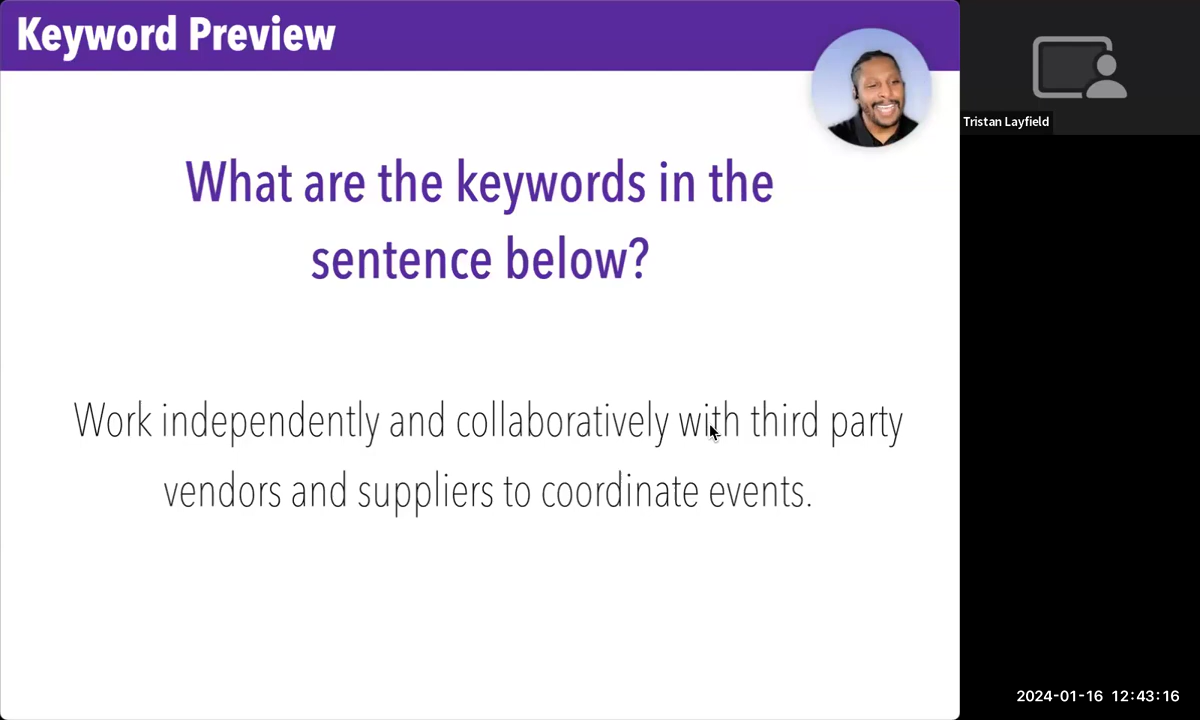 Keyword Preview
What are the keywords in the
sentence below?
Work independently and collaboratively with third party
vendors and suppliers to coordinate events.
Tristan Layfield
2024-01-16 12:43:16